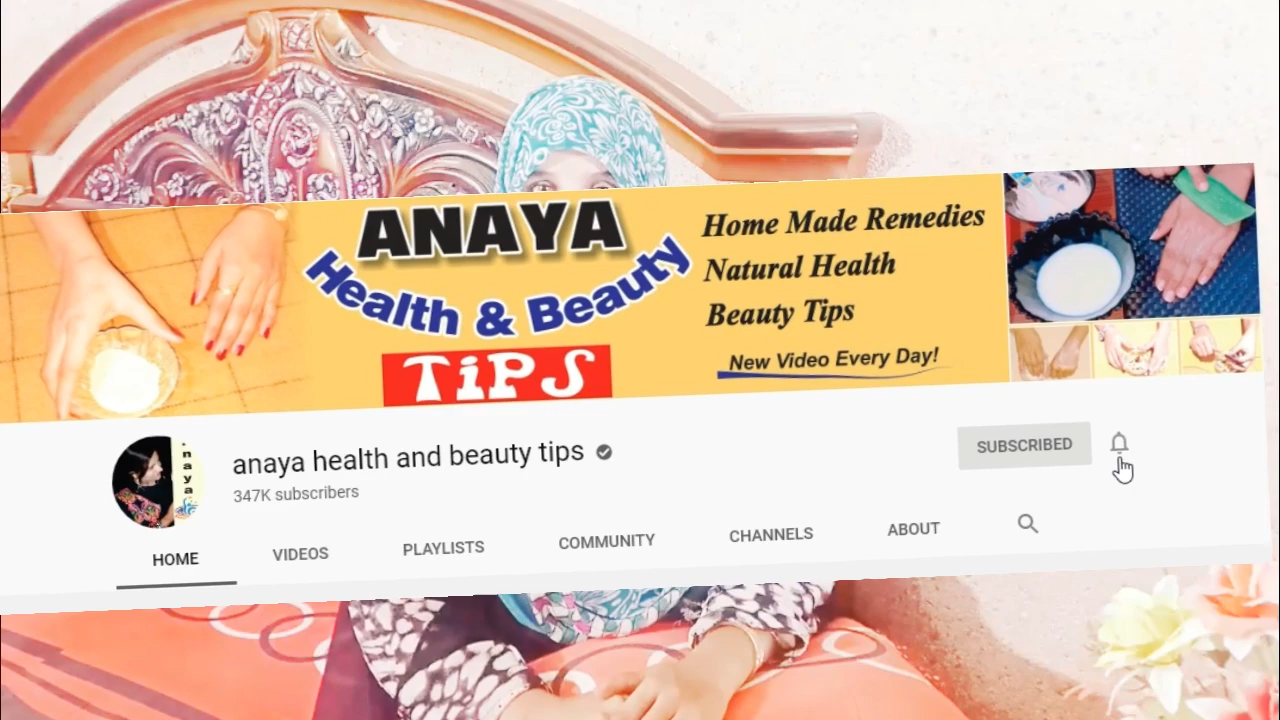 ANAYA
Health & Beauty
TiPS
Home Made Remedies
Natural Health
Beauty Tips
New Video Every Day!
anaya
anaya health and beauty tips
347K subscribers
SUBSCRIBED
HOME
VIDEOS
PLAYLISTS
COMMUNITY
CHANNELS
ABOUT